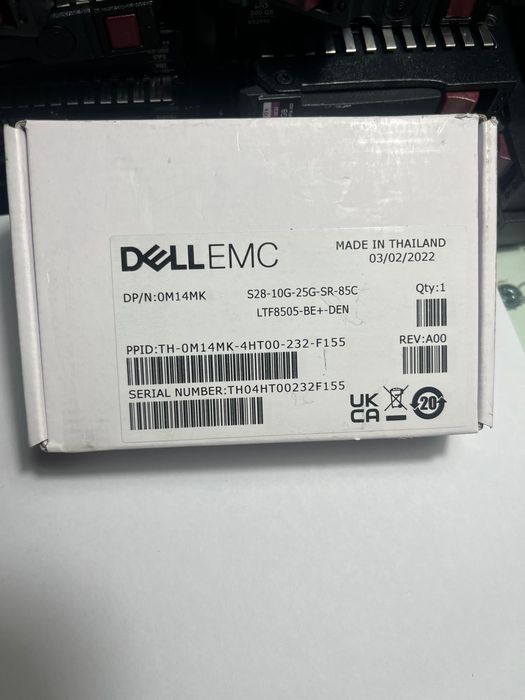 DELLEMC
MADE IN THAILAND
03/02/2022
DP/N:0M14MK
S28-10G-25G-SR-85C
Qty:1
LTF8505-BE+-DEN
PPID:TH-0M14MK-4HT00-232-F155
REV:A00
SERIAL NUMBER:TH04HT00232F155
UK
CA
20